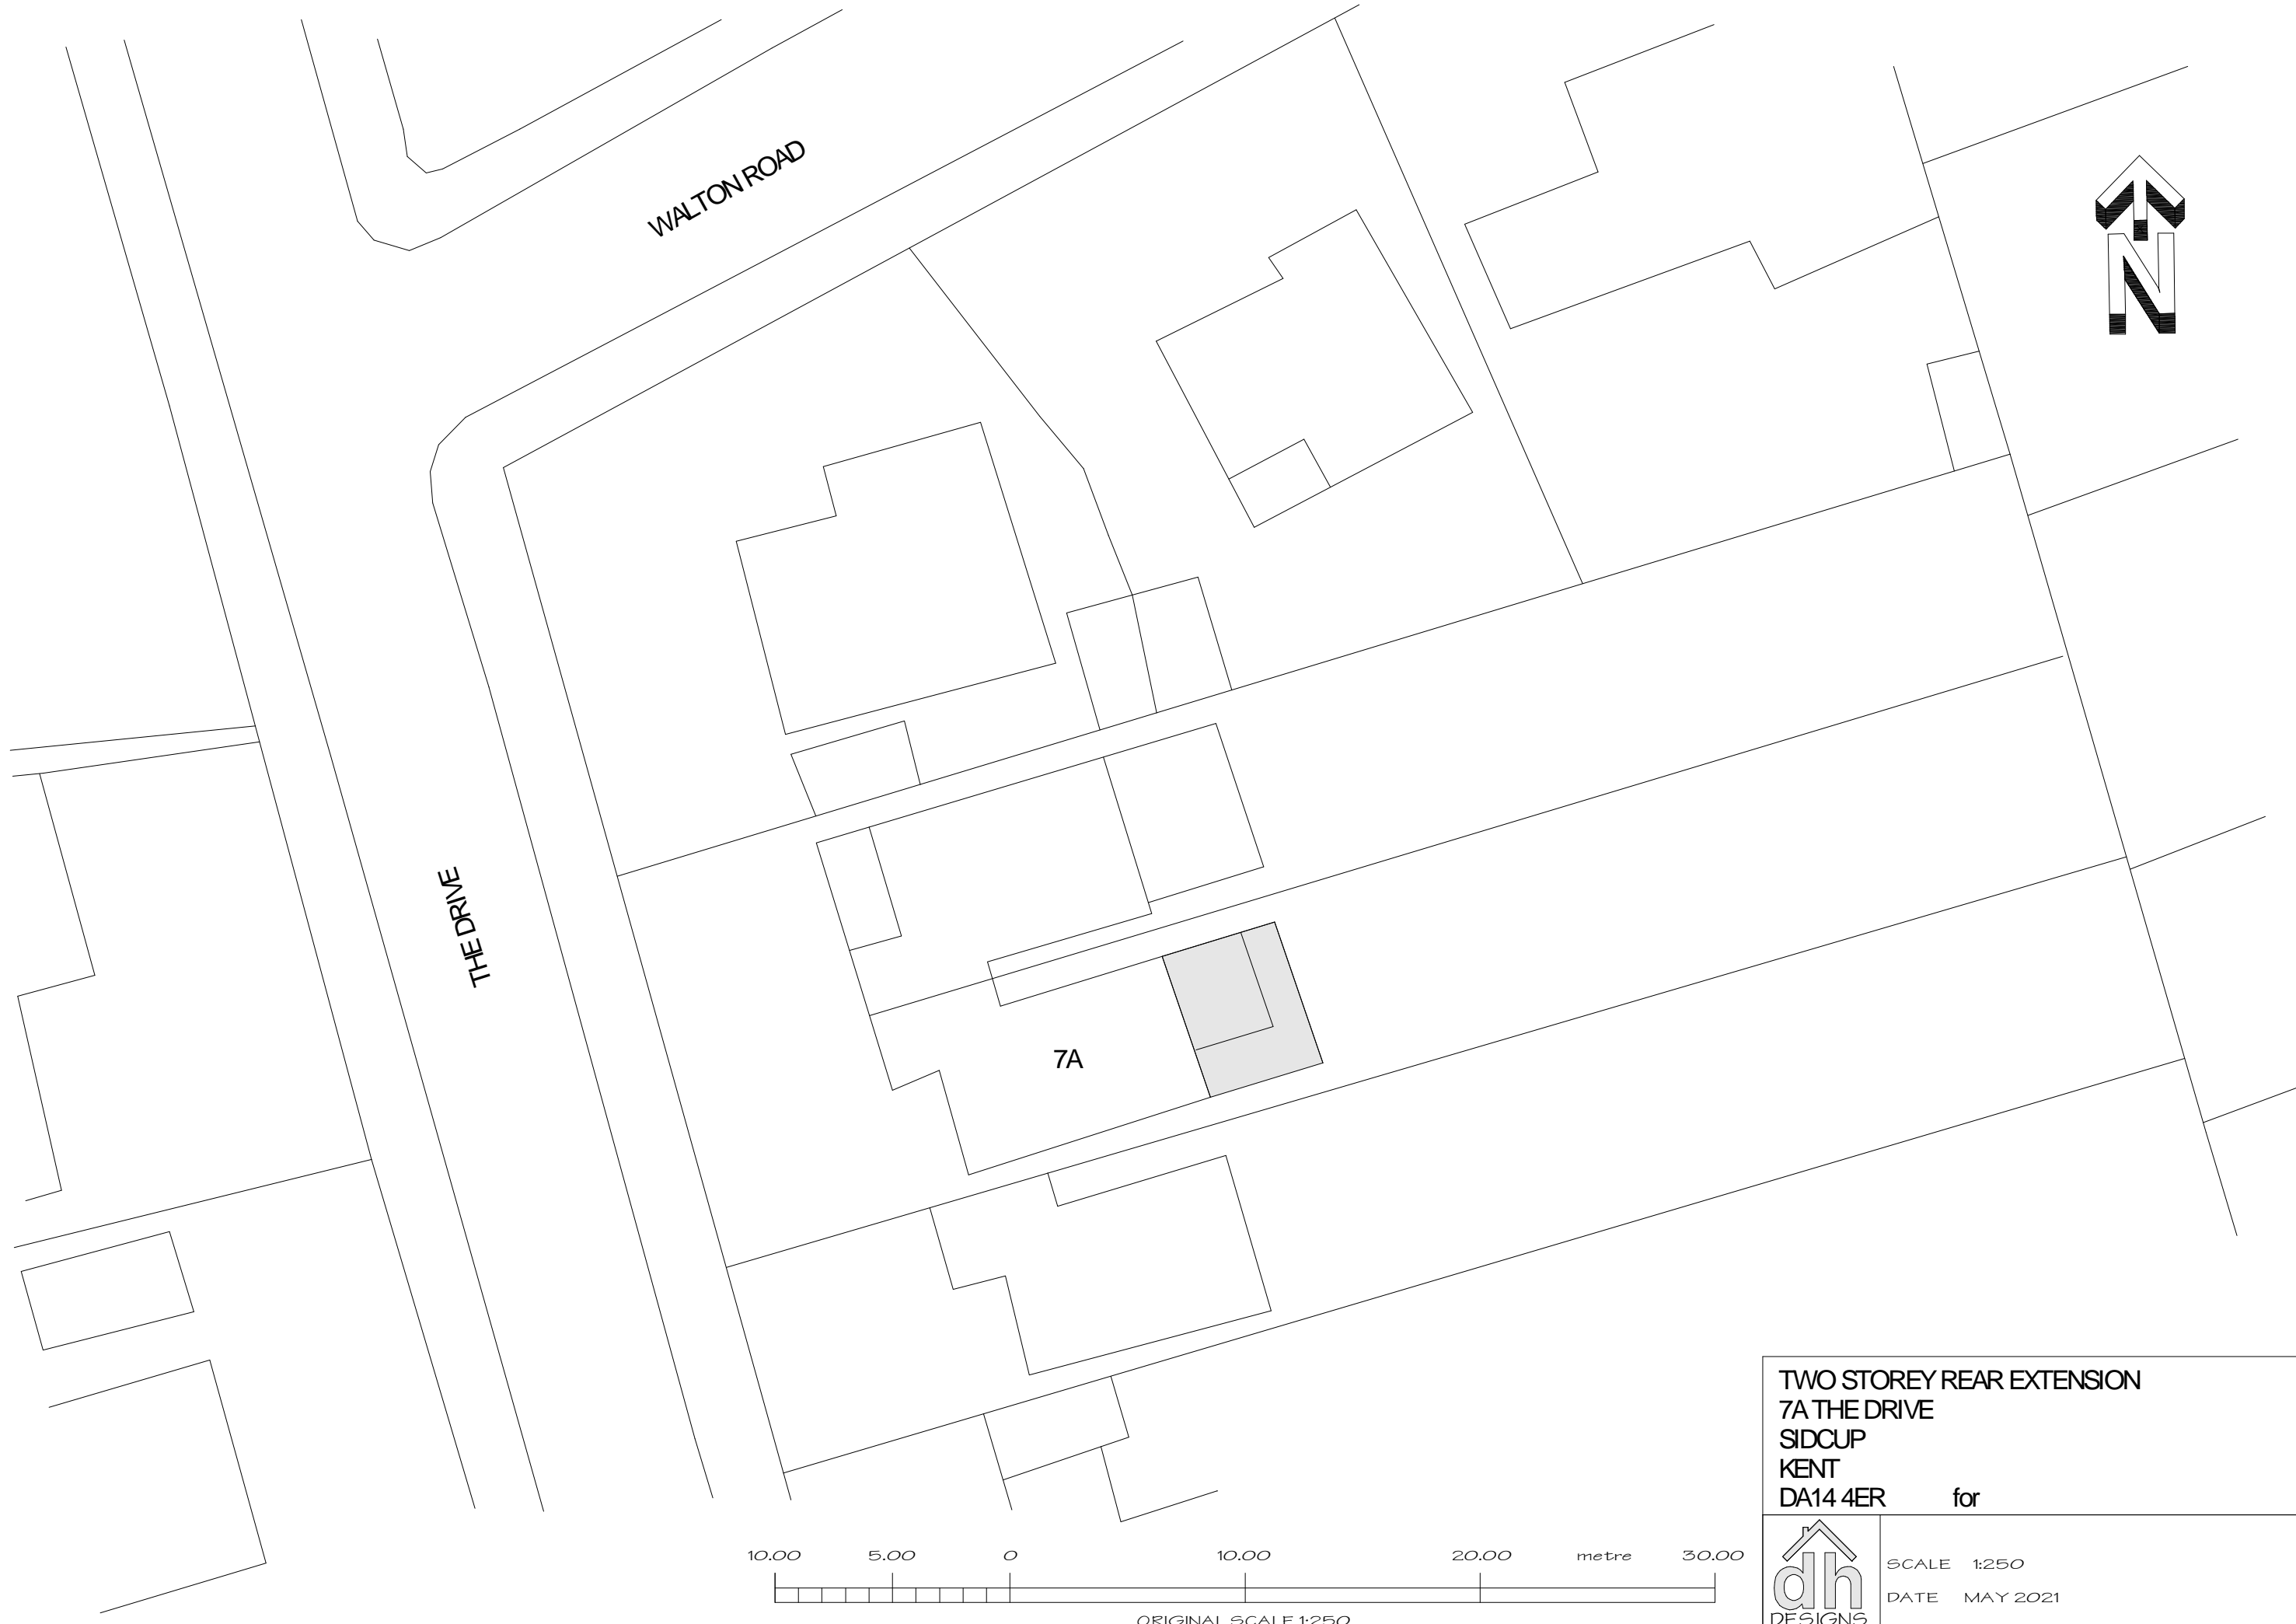 WALTON ROAD
N
THE DRIVE
7A
TWO STOREY REAR EXTENSION
7A THE DRIVE
SIDCUP
KENT
DA14 4ER for
10.00 5.00 0 10.00 20.00 metre 30.00
ORIGINAL SCALE 1:250
dh
DESIGNS
SCALE 1:250
DATE MAY 2021